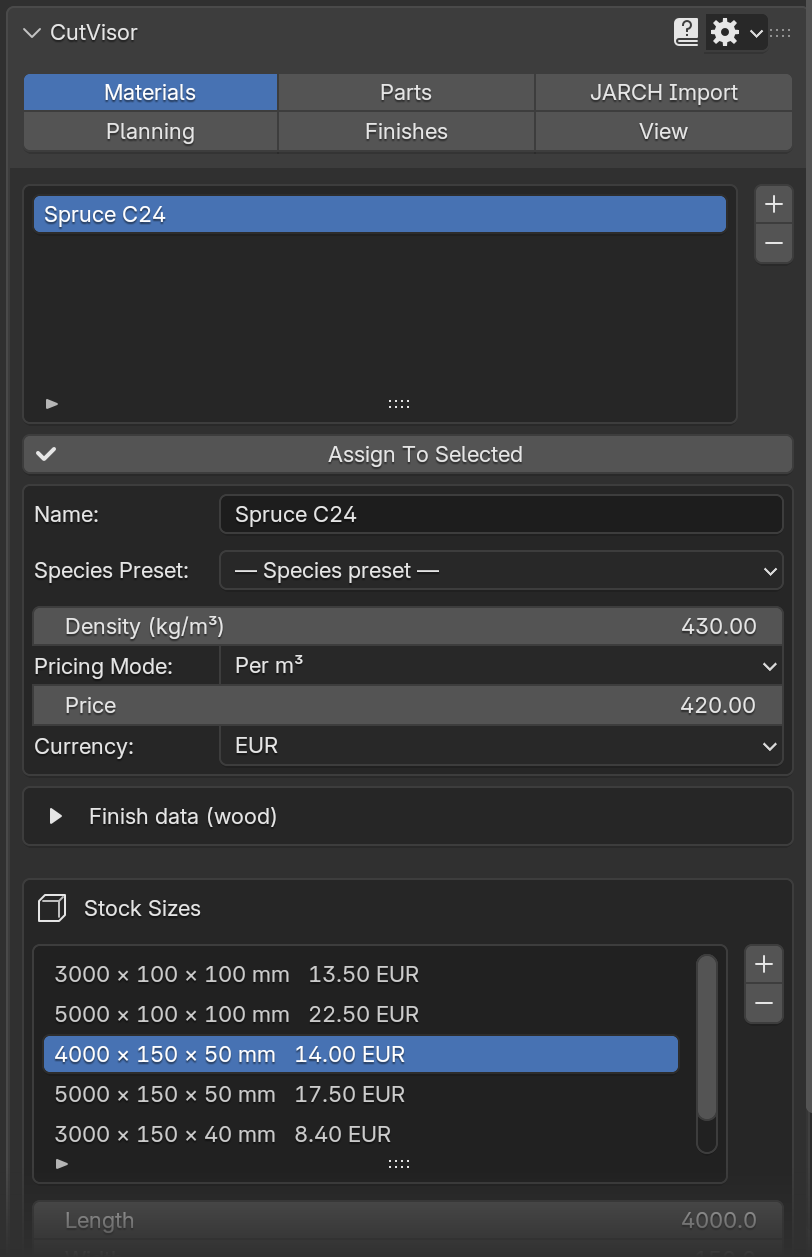 CutVisor
Materials Parts JARCH Import
Planning Finishes View
Spruce C24
Assign To Selected
Name: Spruce C24
Species Preset: — Species preset —
Density (kg/m³) 430.00
Pricing Mode: Per m³
Price 420.00
Currency: EUR
Finish data (wood)
Stock Sizes
3000 × 100 × 100 mm 13.50 EUR
5000 × 100 × 100 mm 22.50 EUR
4000 × 150 × 50 mm 14.00 EUR
5000 × 150 × 50 mm 17.50 EUR
3000 × 150 × 40 mm 8.40 EUR
Length 4000.0